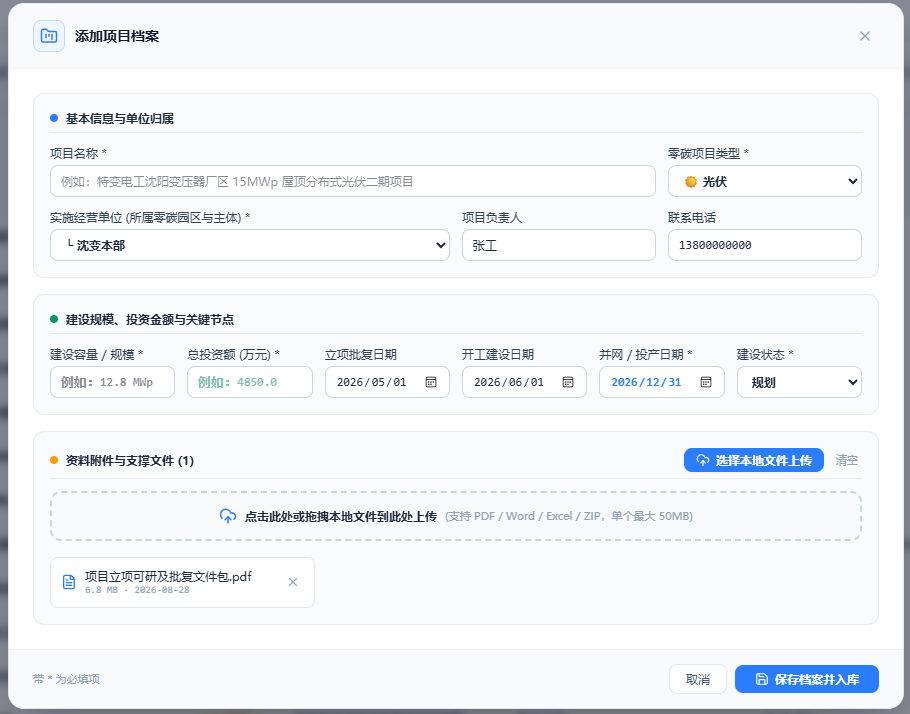 添加项目档案
基本信息与单位归属
项目名称 *
零碳项目类型 *
例如：特变电工沈阳变压器厂区 15MWp 屋顶分布式光伏二期项目
光伏
实施经营单位 (所属零碳园区与主体) *
项目负责人
联系电话
└ 沈变本部
张工
13800000000
建设规模、投资金额与关键节点
建设容量 / 规模 *
总投资额 (万元) *
立项批复日期
开工建设日期
并网 / 投产日期 *
建设状态 *
例如: 12.8 MWp
例如: 4850.0
2026/05/01
2026/06/01
2026/12/31
规划
资料附件与支撑文件 (1)
选择本地文件上传
清空
点击此处或拖拽本地文件到此处上传 (支持 PDF / Word / Excel / ZIP，单个最大 50MB)
项目立项可研及批复文件包.pdf
6.8 MB · 2026-08-28
带 * 为必填项
取消
保存档案并入库